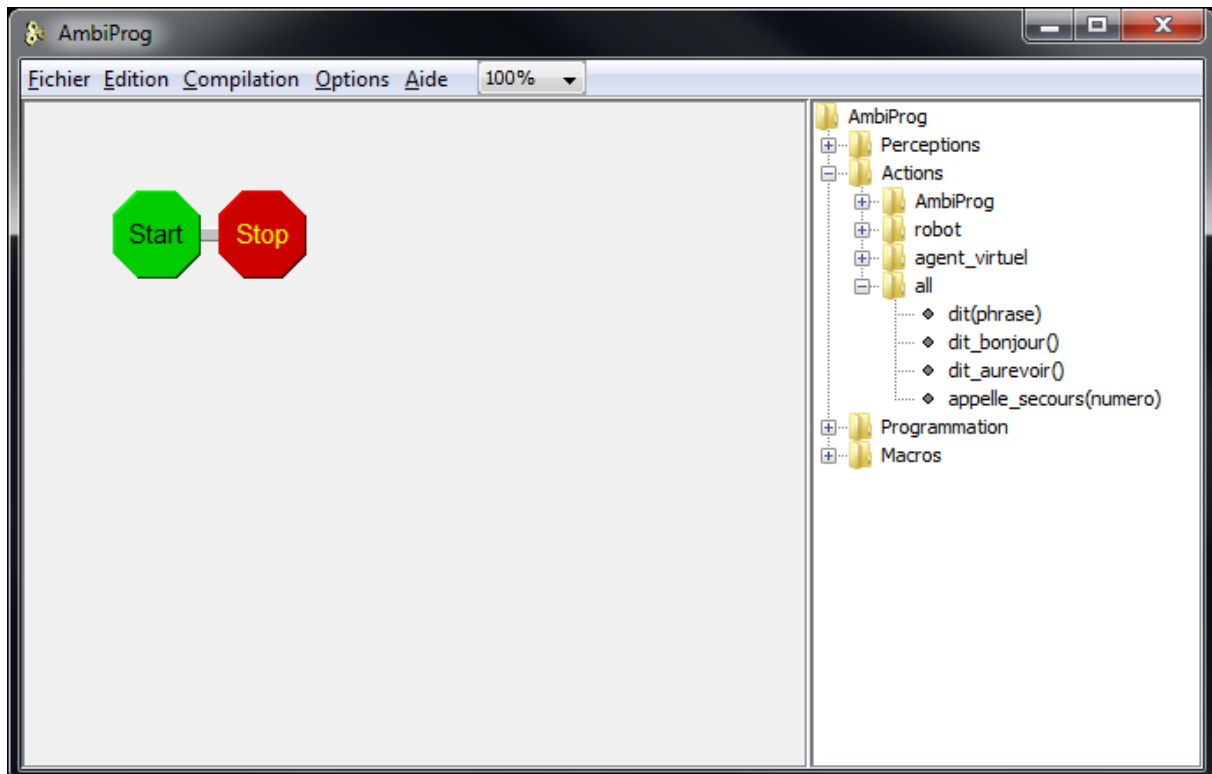 AmbiProg
Fichier Edition Compilation Options Aide 100%
Start Stop
AmbiProg
Perceptions
Actions
AmbiProg
robot
agent_virtuel
all
dit(phrase)
dit_bonjour()
dit_aurevoir()
appelle_secours(numero)
Programmation
Macros